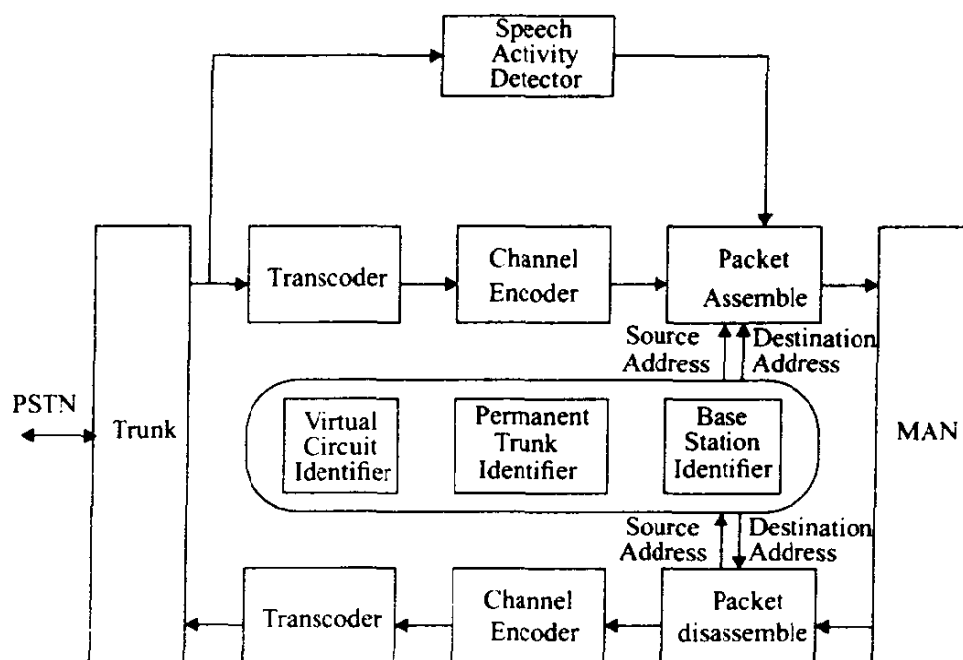 Speech
Activity
Detector
Transcoder
Channel
Encoder
Packet
Assemble
Source
Address
Destination
Address
PSTN
Trunk
Virtual
Circuit
Identifier
Permanent
Trunk
Identifier
Base
Station
Identifier
MAN
Source
Address
Destination
Address
Transcoder
Channel
Encoder
Packet
disassemble